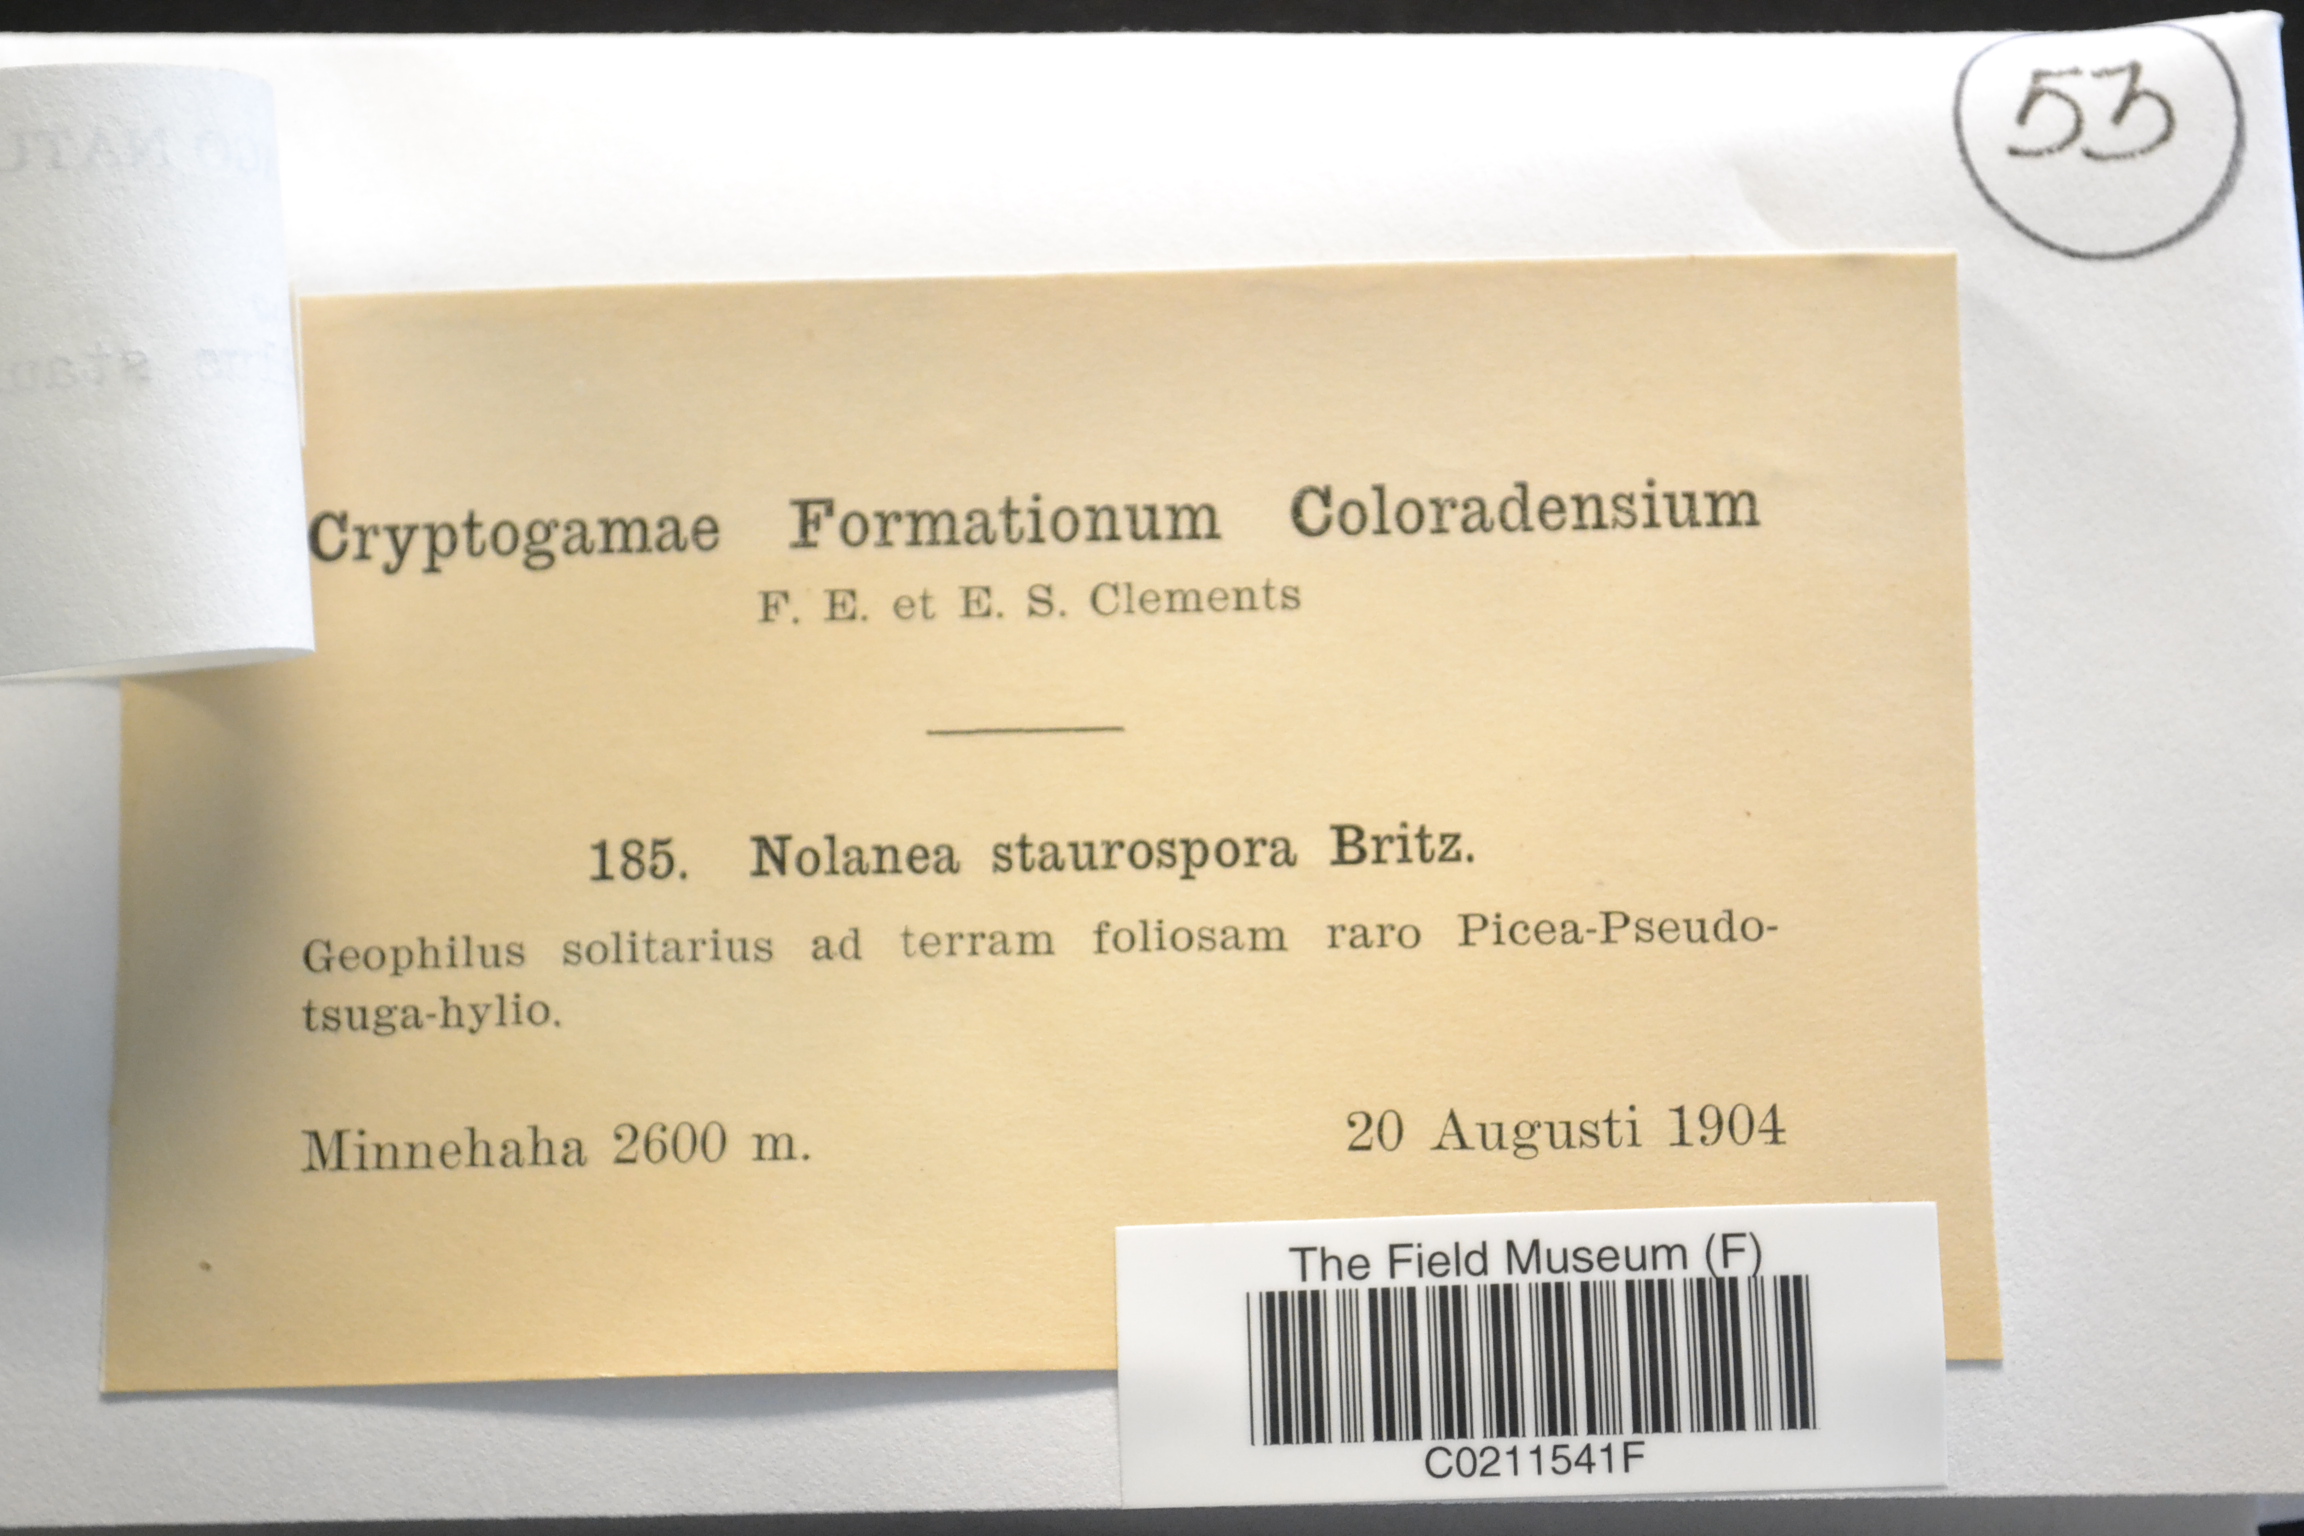 53
Cryptogamae Formationum Coloradensium
F. E. et E. S. Clements
185. Nolanea staurospora Britz.
Geophilus solitarius ad terram foliosam raro Picea-Pseudo-
tsuga-hylio.
Minnehaha 2600 m.
20 Augusti 1904
The Field Museum (F)
C0211541F